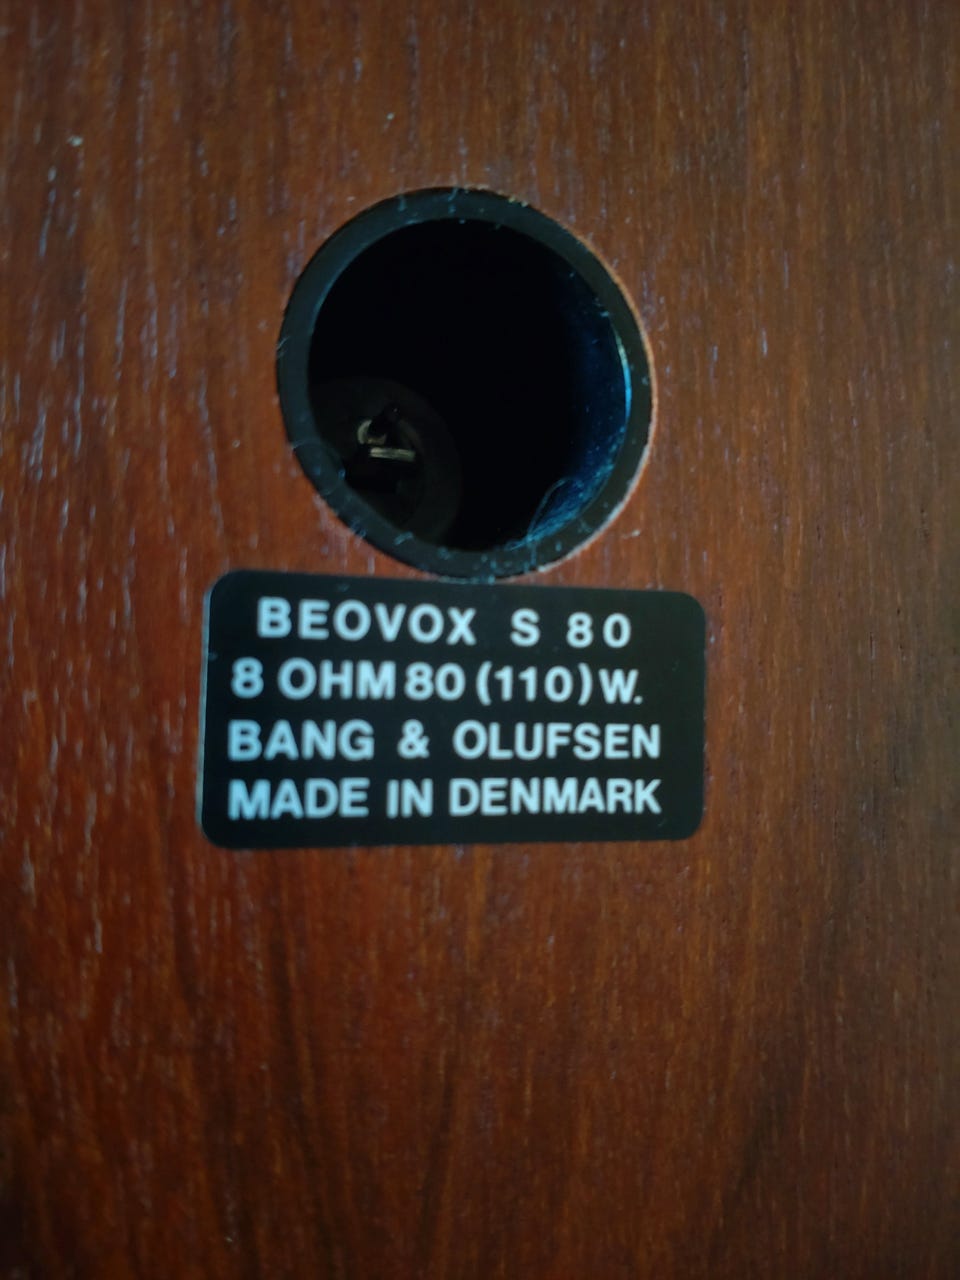 BEOVOX S 80
8 OHM 80 (110) W.
BANG & OLUFSEN
MADE IN DENMARK